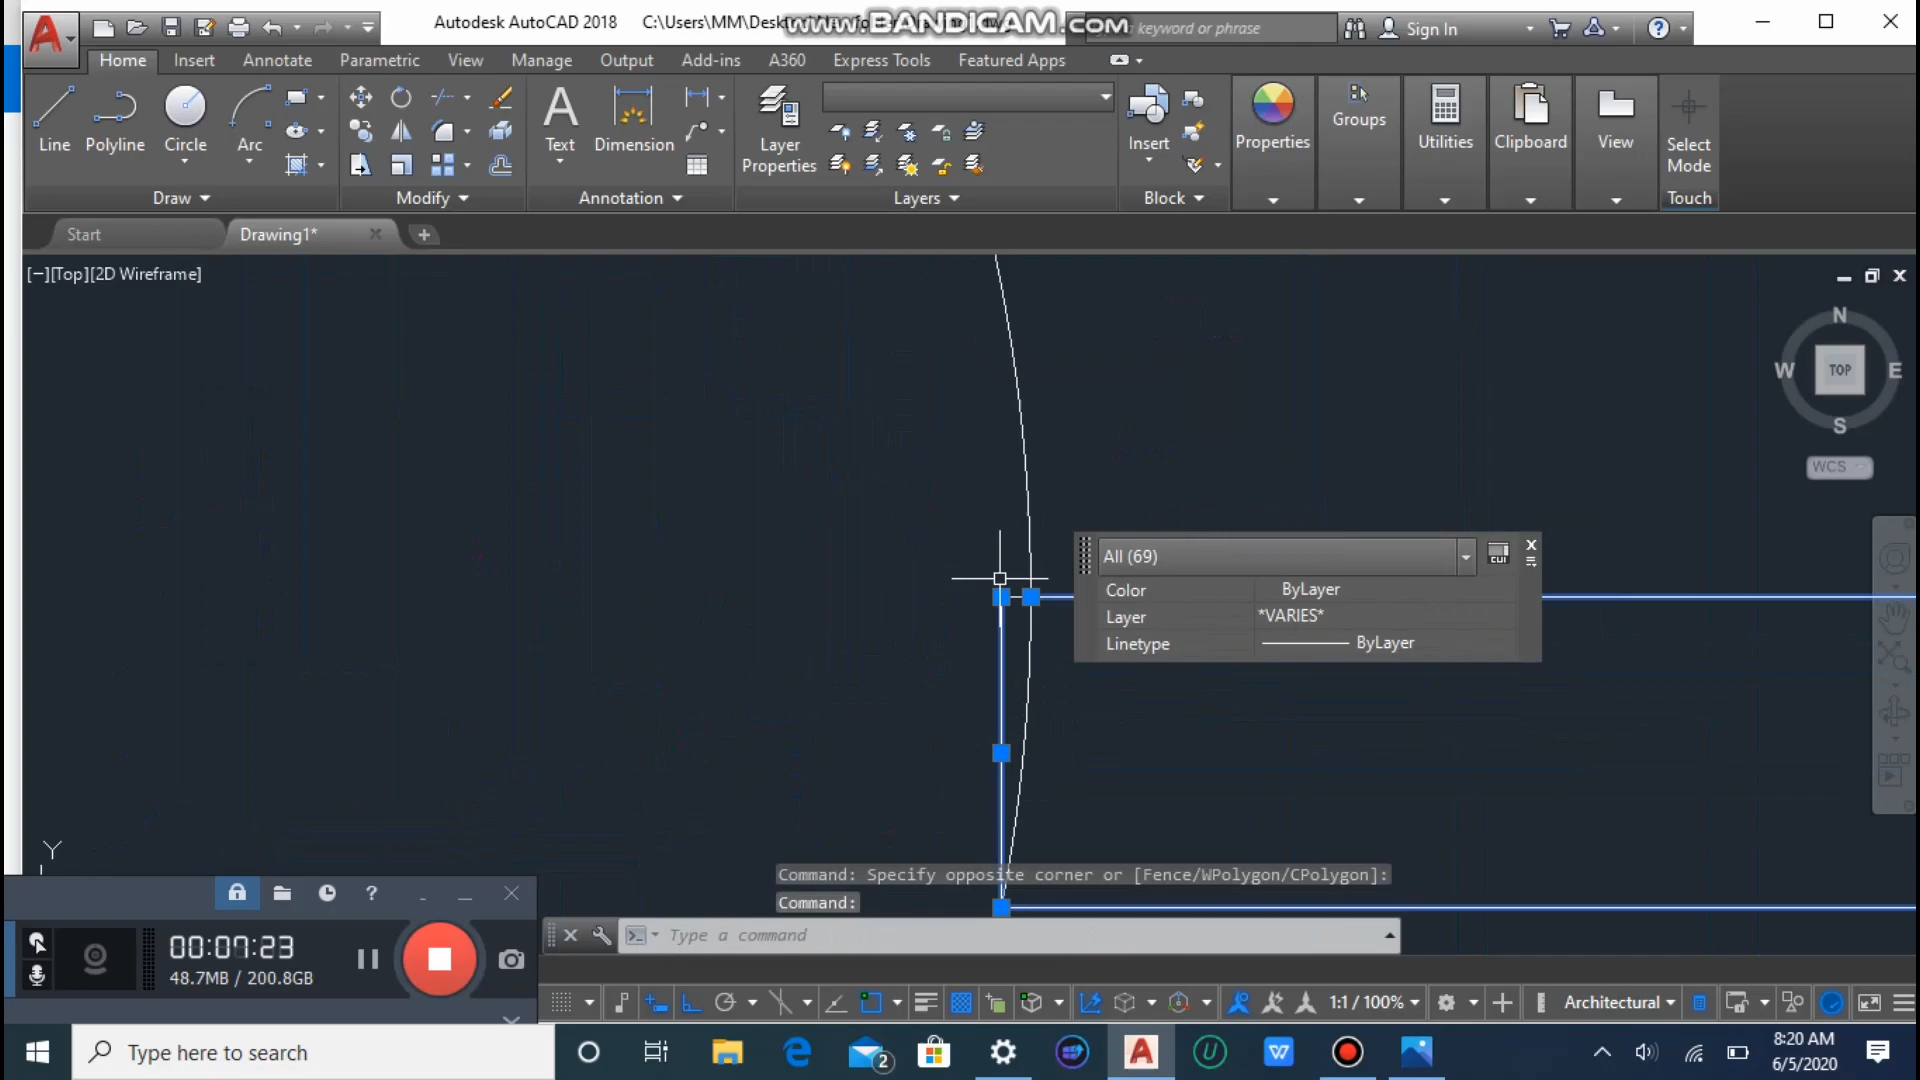 Autodesk AutoCAD 2018 C:\Users\MM\Deskt
www.BANDICAM.com
keyword or phrase
Sign In
Home Insert Annotate Parametric View Manage Output Add-ins A360 Express Tools Featured Apps
Line Polyline Circle Arc
Text Dimension
Layer Properties
Insert
Properties Groups Utilities Clipboard View
Select Mode
Draw Modify Annotation Layers Block Touch
Start Drawing1*
[−][Top][2D Wireframe]
N
W TOP E
S
WCS
All (69)
CUI
Color ByLayer
Layer *VARIES*
Linetype ByLayer
Y
Command: Specify opposite corner or [Fence/WPolygon/CPolygon]:
Command:
Type a command
00:07:23
48.7MB / 200.8GB
1:1 / 100% Architectural
Type here to search
2
8:20 AM
6/5/2020